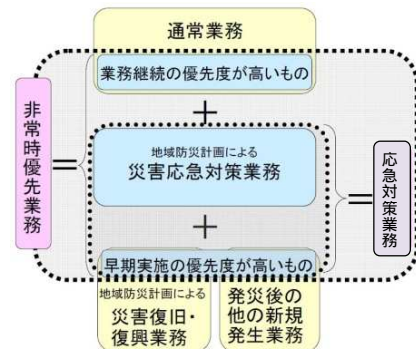 通常業務
業務継続の優先度が高いもの
＋
非常時優先業務
＝
地域防災計画による
災害応急対策業務
＝
応急対策業務
＋
早期実施の優先度が高いもの
地域防災計画による
災害復旧・
復興業務
発災後の
他の新規
発生業務